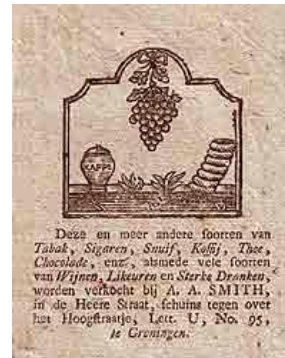 RAPPE
Deze en meer andere soorten van
Tabak, Sigaren, Snuif, Koffij, Thee,
Chocolade, enz., alsmede vele soorten
van Wijnen, Likeuren en Sterke Dranken,
worden verkocht bij A. A. SMITH,
in de Heere Straat, schuins tegen over
het Hoogstraatje, Lett. U, No. 95,
te Groningen.